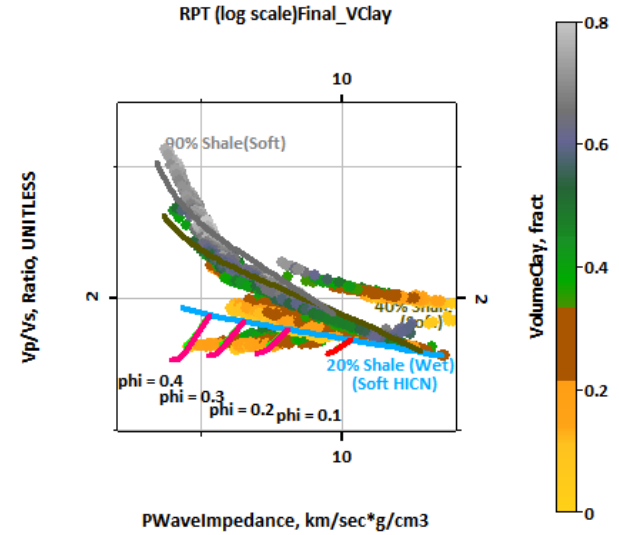 RPT (log scale)Final_VClay
10
90% Shale(Soft)
Vp/Vs, Ratio, UNITLESS
2
2
40% Shale
(Soft)
20% Shale (Wet)
(Soft HICN)
phi = 0.4
phi = 0.3
phi = 0.2
phi = 0.1
10
PWaveImpedance, km/sec*g/cm3
0.8
0.6
0.4
0.2
0
VolumeClay, fract